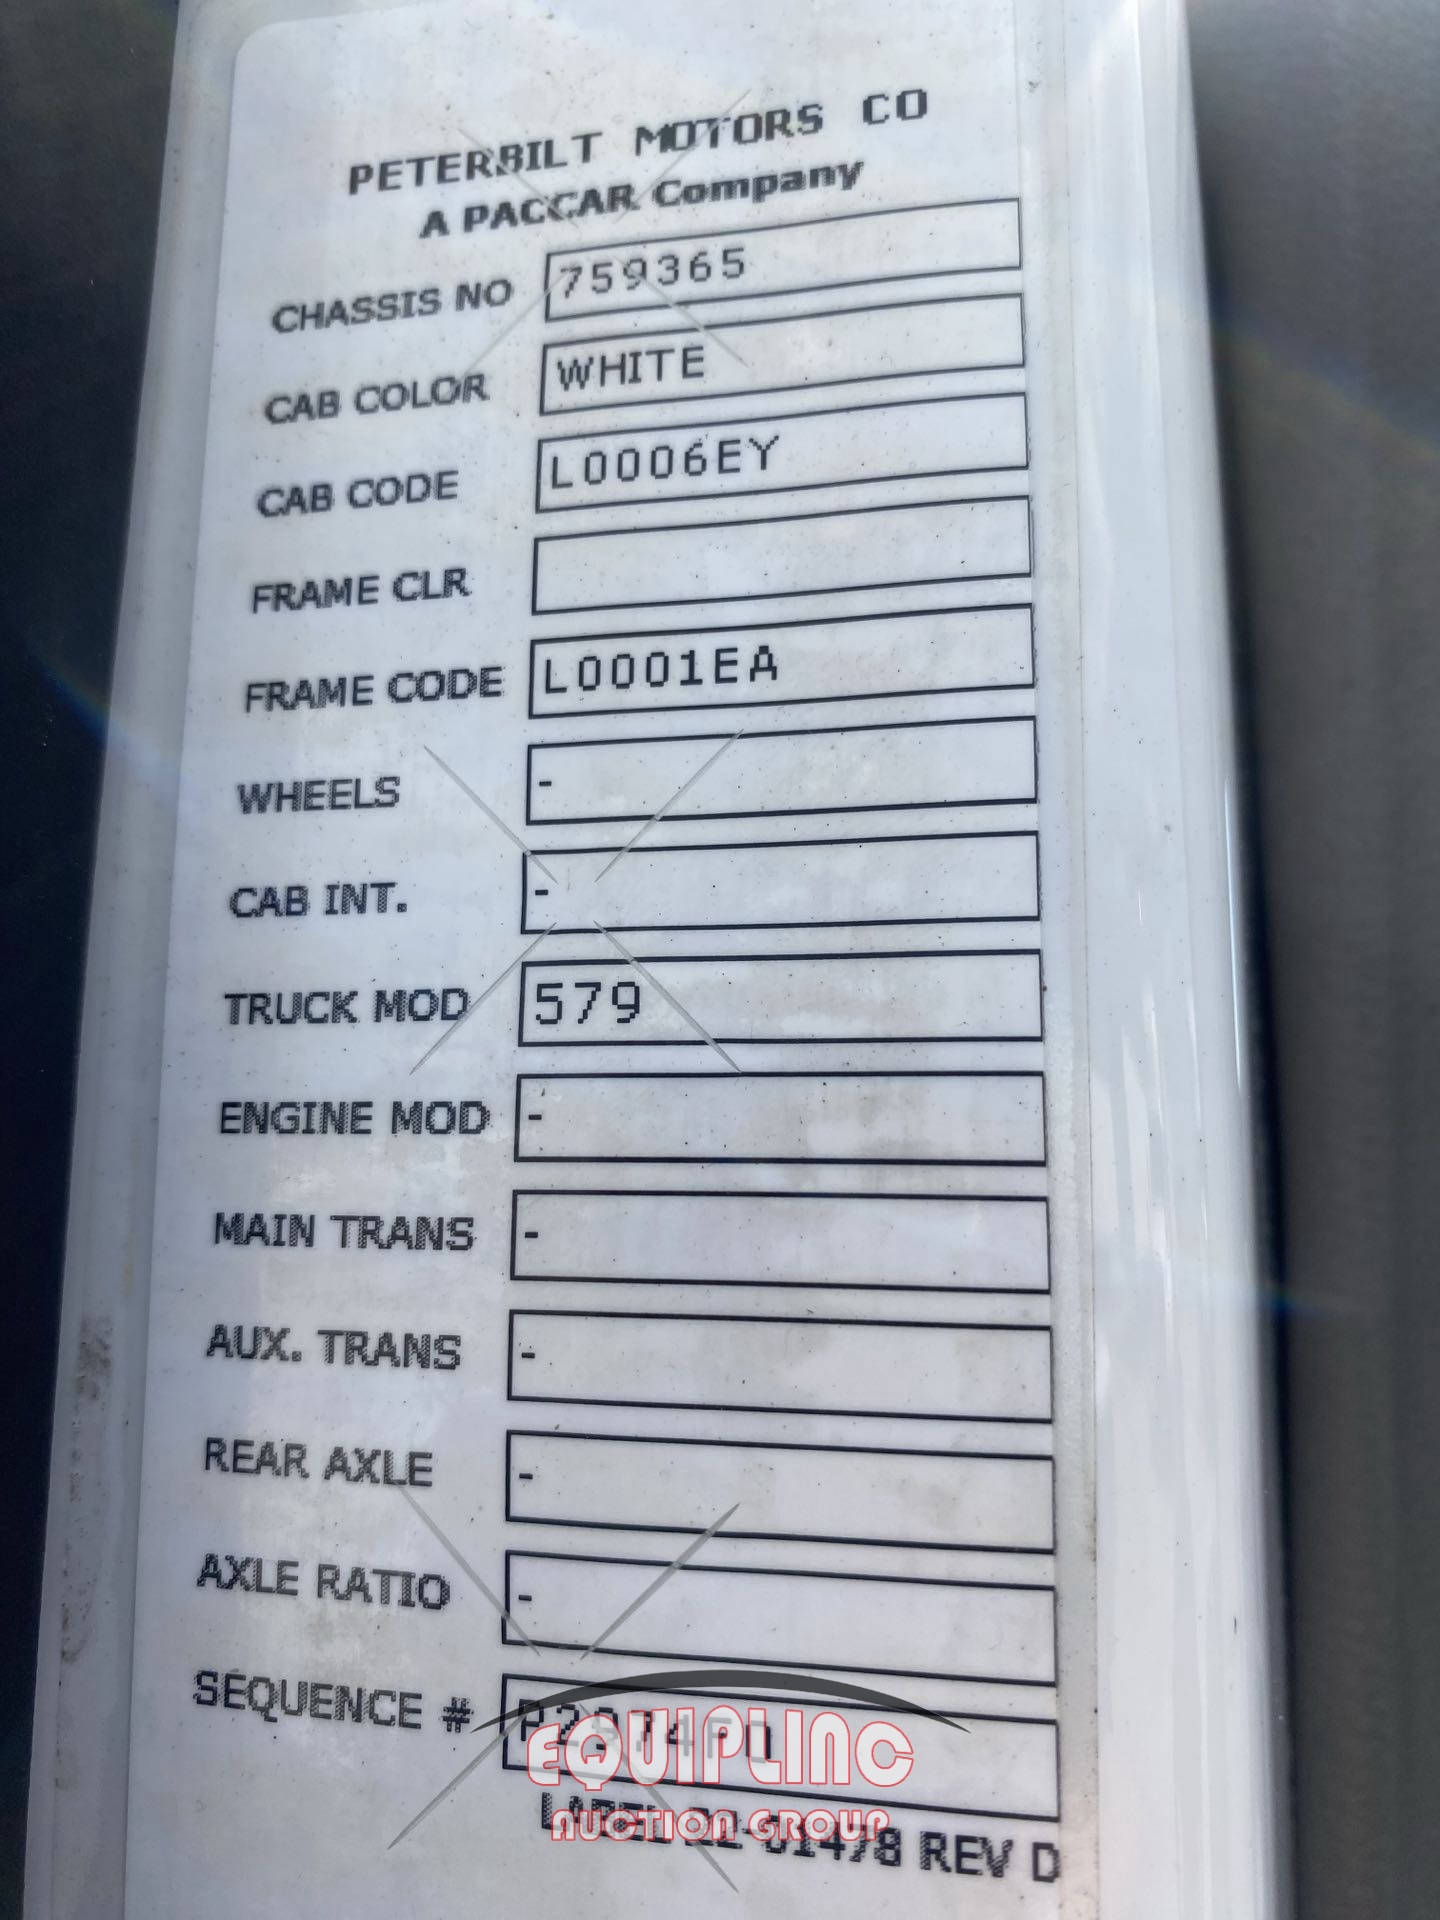 PETERBILT MOTORS CO
A PACCAR Company
CHASSIS NO 759365
CAB COLOR WHITE
CAB CODE L0006EY
FRAME CLR
FRAME CODE L0001EA
WHEELS -
CAB INT. -
TRUCK MOD 579
ENGINE MOD -
MAIN TRANS -
AUX. TRANS -
REAR AXLE -
AXLE RATIO -
SEQUENCE #
EQUIPLINC
AUCTION GROUP
LABEL REV D